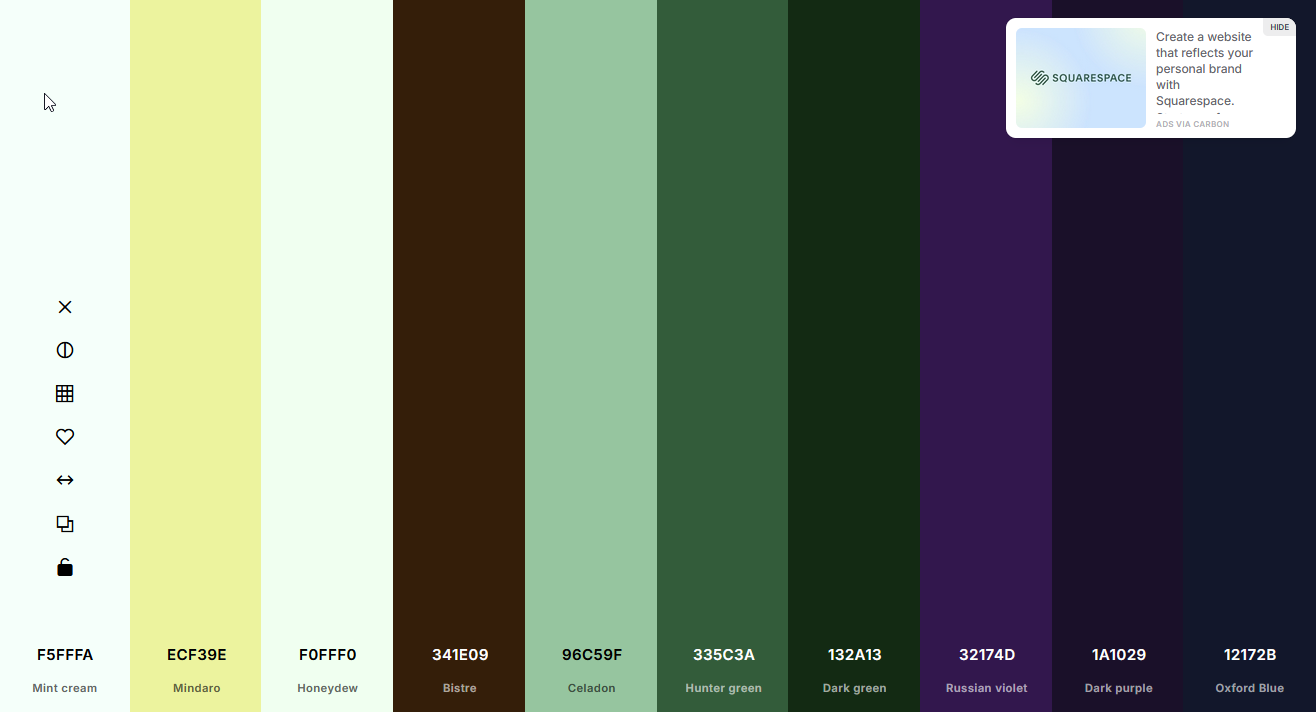 HIDE
Create a website
that reflects your
personal brand
with
Squarespace.
SQUARESPACE
ADS VIA CARBON
F5FFFA
ECF39E
F0FFF0
341E09
96C59F
335C3A
132A13
32174D
1A1029
12172B
Mint cream
Mindaro
Honeydew
Bistre
Celadon
Hunter green
Dark green
Russian violet
Dark purple
Oxford Blue